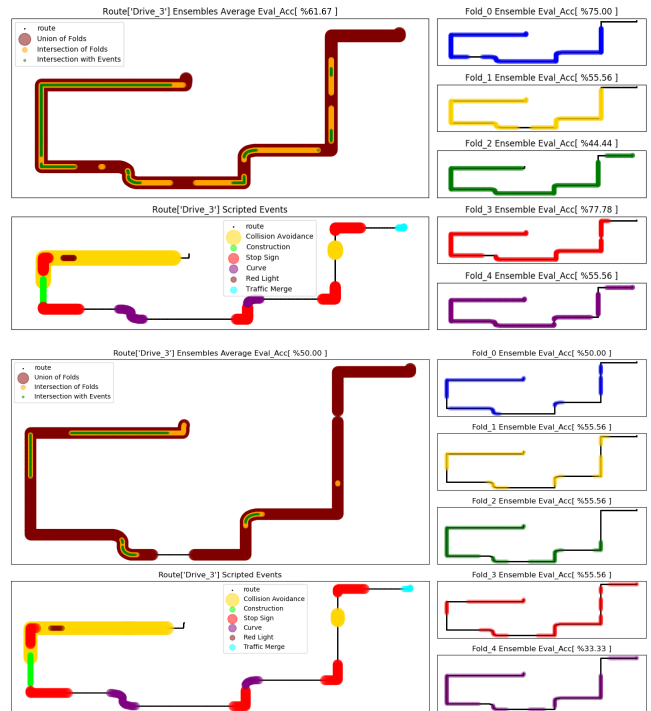 Route['Drive_3'] Ensembles Average Eval_Acc[ %61.67 ]
route
Union of Folds
Intersection of Folds
Intersection with Events
Fold_0 Ensemble Eval_Acc[ %75.00 ]
Fold_1 Ensemble Eval_Acc[ %55.56 ]
Fold_2 Ensemble Eval_Acc[ %44.44 ]
Route['Drive_3'] Scripted Events
route
Collision Avoidance
Construction
Stop Sign
Curve
Red Light
Traffic Merge
Fold_3 Ensemble Eval_Acc[ %77.78 ]
Fold_4 Ensemble Eval_Acc[ %55.56 ]
Route['Drive_3'] Ensembles Average Eval_Acc[ %50.00 ]
route
Union of Folds
Intersection of Folds
Intersection with Events
Fold_0 Ensemble Eval_Acc[ %50.00 ]
Fold_1 Ensemble Eval_Acc[ %55.56 ]
Fold_2 Ensemble Eval_Acc[ %55.56 ]
Route['Drive_3'] Scripted Events
route
Collision Avoidance
Construction
Stop Sign
Curve
Red Light
Traffic Merge
Fold_3 Ensemble Eval_Acc[ %55.56 ]
Fold_4 Ensemble Eval_Acc[ %33.33 ]